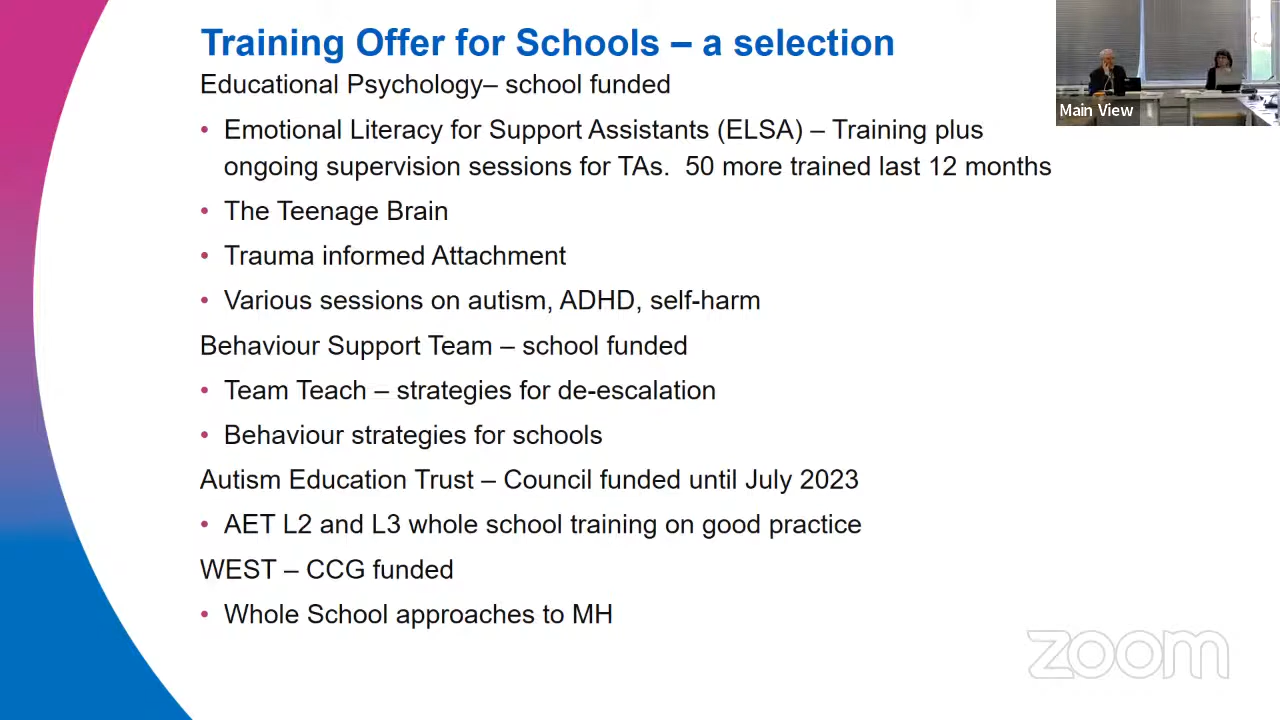 Training Offer for Schools – a selection
Educational Psychology– school funded
• Emotional Literacy for Support Assistants (ELSA) – Training plus
ongoing supervision sessions for TAs.  50 more trained last 12 months
• The Teenage Brain
• Trauma informed Attachment
• Various sessions on autism, ADHD, self-harm
Behaviour Support Team – school funded
• Team Teach – strategies for de-escalation
• Behaviour strategies for schools
Autism Education Trust – Council funded until July 2023
• AET L2 and L3 whole school training on good practice
WEST – CCG funded
• Whole School approaches to MH
Main View
zoom